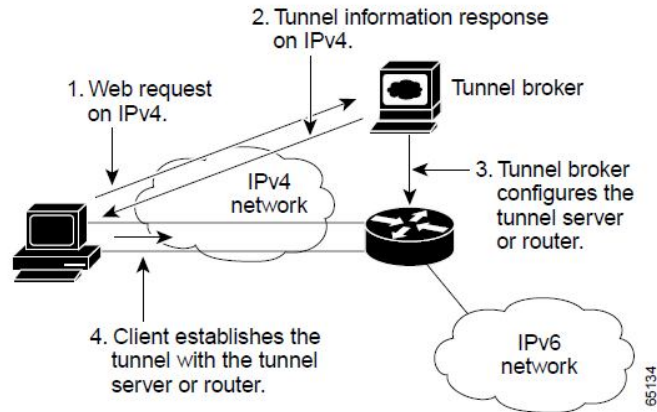 2. Tunnel information response
on IPv4.
1. Web request
on IPv4.
Tunnel broker
IPv4
network
3. Tunnel broker
configures the
tunnel server
or router.
4. Client establishes the
tunnel with the tunnel
server or router.
IPv6
network
65134